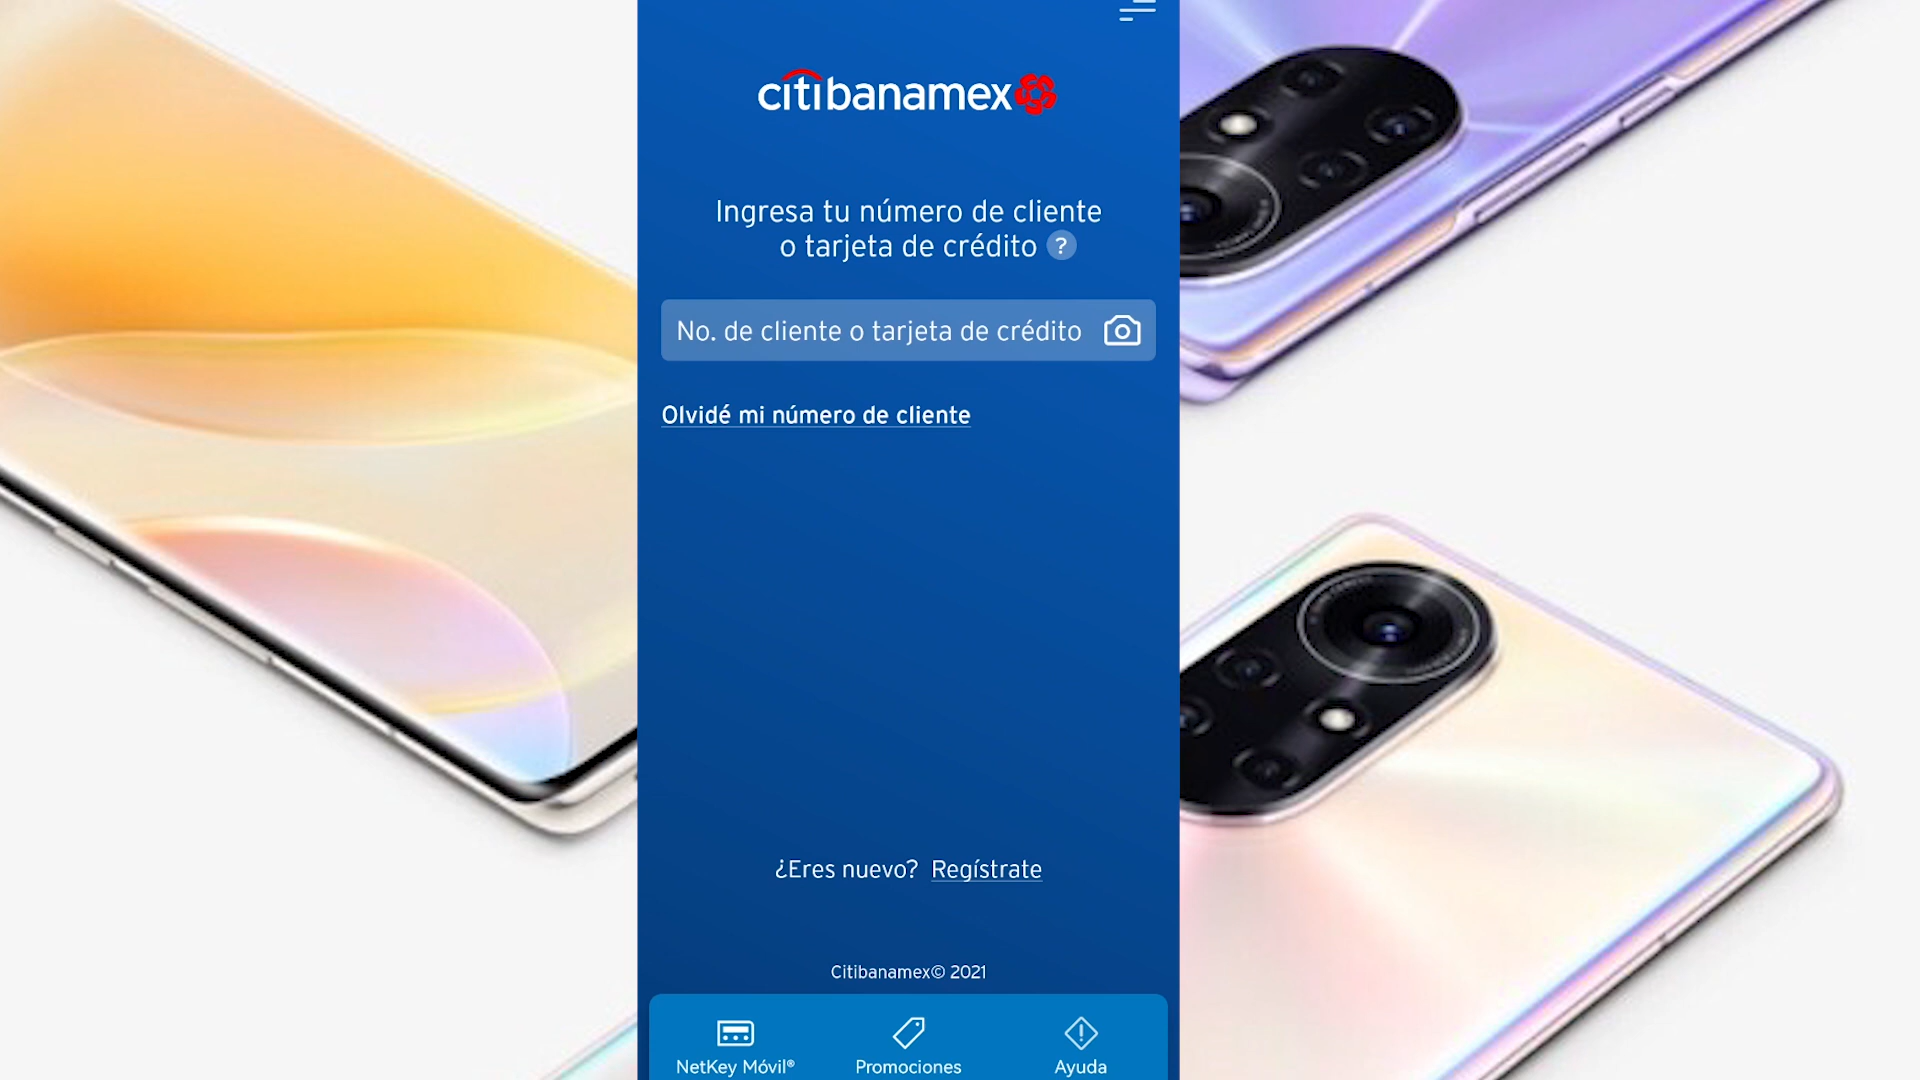 citibanamex
Ingresa tu número de cliente
o tarjeta de crédito ?
No. de cliente o tarjeta de crédito
Olvidé mi número de cliente
¿Eres nuevo? Regístrate
Citibanamex© 2021
NetKey Móvil®
Promociones
Ayuda